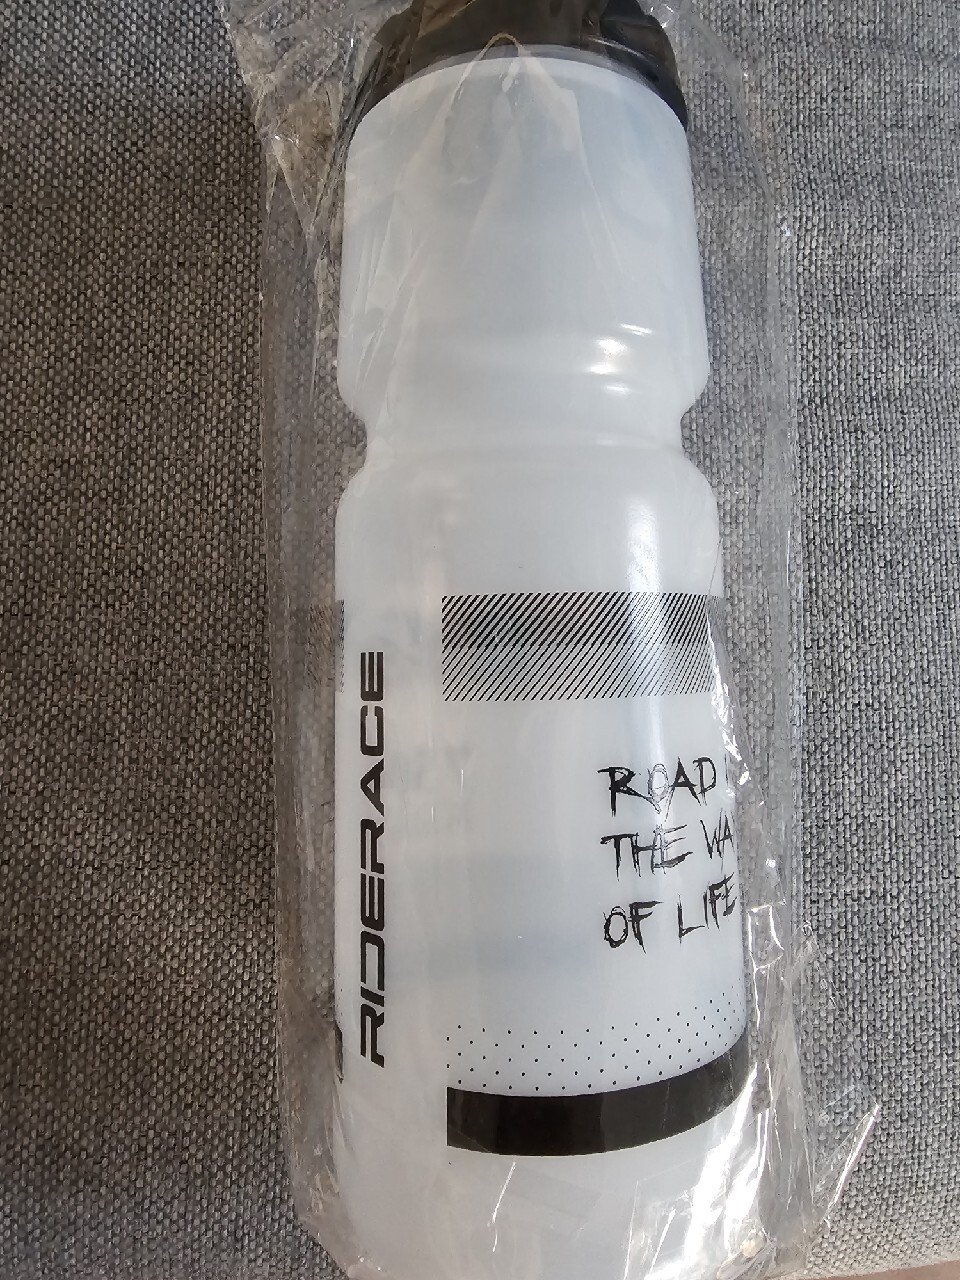 RIDERACE
ROAD
THE WA
OF LIFE